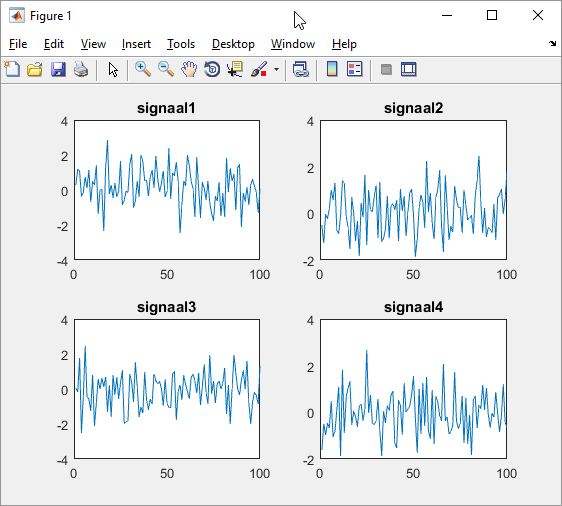 Figure 1
File Edit View Insert Tools Desktop Window Help
signaal1 signaal2
4 4
2 2
0 0
-2
-4 -2
0 50 100 0 50 100
signaal3 signaal4
4 4
2 2
0 0
-2
-4 -2
0 50 100 0 50 100